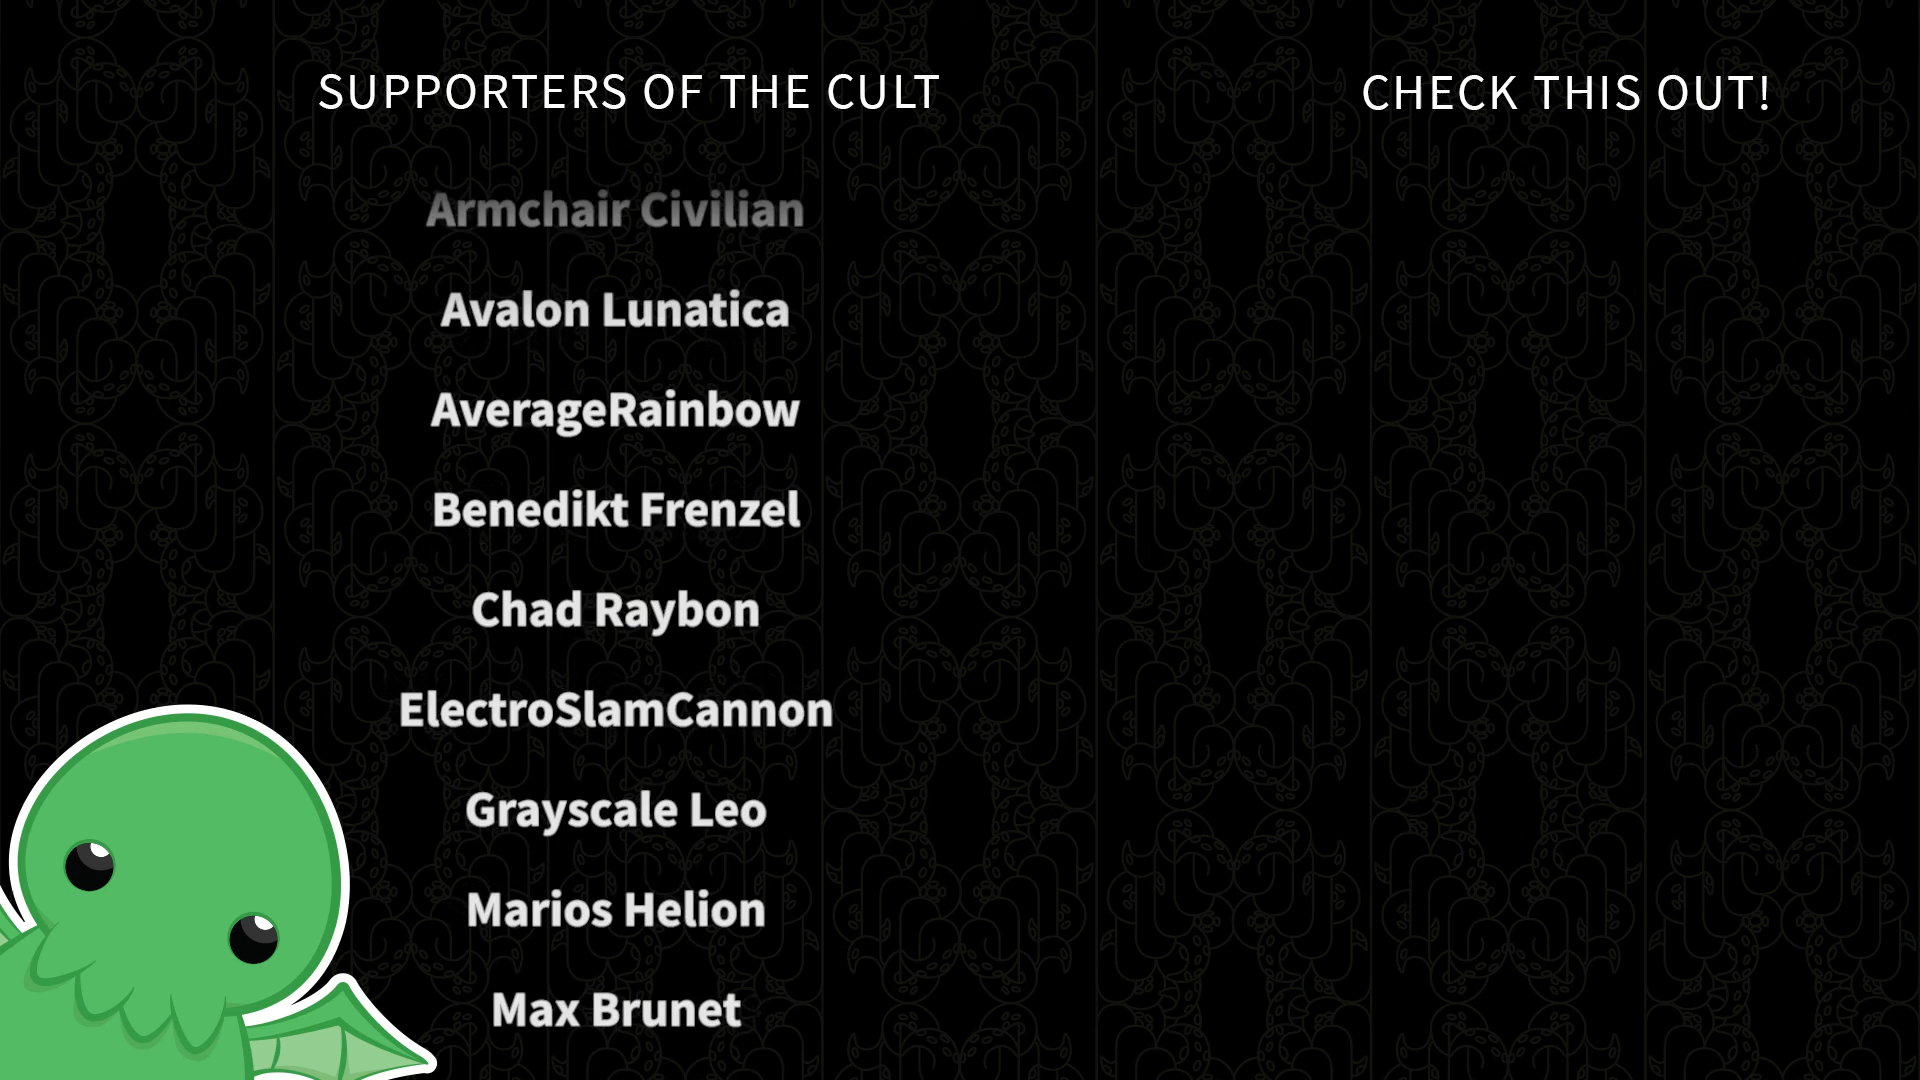 SUPPORTERS OF THE CULT
CHECK THIS OUT!
Armchair Civilian
Avalon Lunatica
AverageRainbow
Benedikt Frenzel
Chad Raybon
ElectroSlamCannon
Grayscale Leo
Marios Helion
Max Brunet